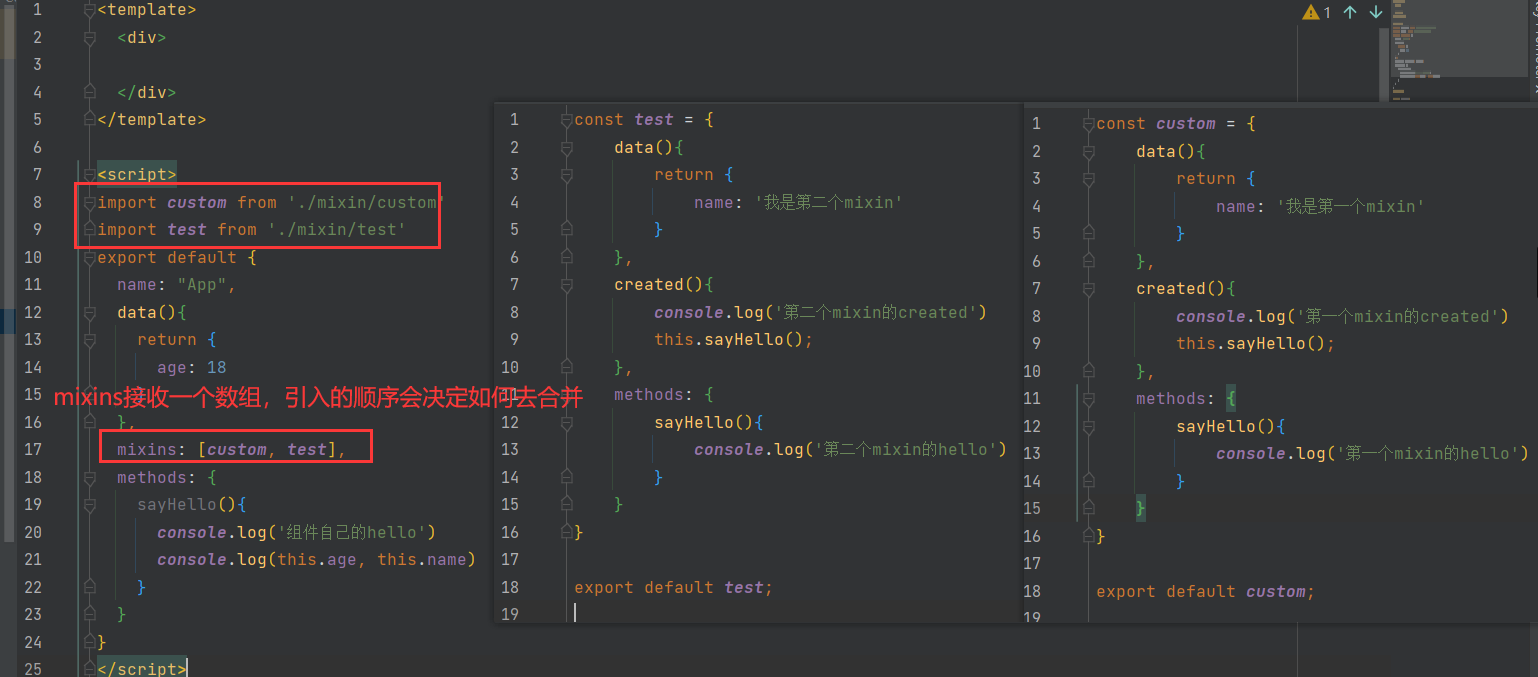 1 <template>
2 <div>
3
4 </div>
5 </template>
6
7 <script>
8 import custom from './mixin/custom'
9 import test from './mixin/test'
10 export default {
11 name: "App",
12 data(){
13 return {
14 age: 18
15 mixins接收一个数组，引入的顺序会决定如何去合并
16 },
17 mixins: [custom, test],
18 methods: {
19 sayHello(){
20 console.log('组件自己的hello')
21 console.log(this.age, this.name)
22 }
23 }
24 }
25 </script>
1 const test = {
2 data(){
3 return {
4 name: '我是第二个mixin'
5 }
6 },
7 created(){
8 console.log('第二个mixin的created')
9 this.sayHello();
10 },
11 methods: {
12 sayHello(){
13 console.log('第二个mixin的hello')
14 }
15 }
16 }
17
18 export default test;
19
1 const custom = {
2 data(){
3 return {
4 name: '我是第一个mixin'
5 }
6 },
7 created(){
8 console.log('第一个mixin的created')
9 this.sayHello();
10 },
11 methods: {
12 sayHello(){
13 console.log('第一个mixin的hello')
14 }
15 }
16 }
17
18 export default custom;
19
1